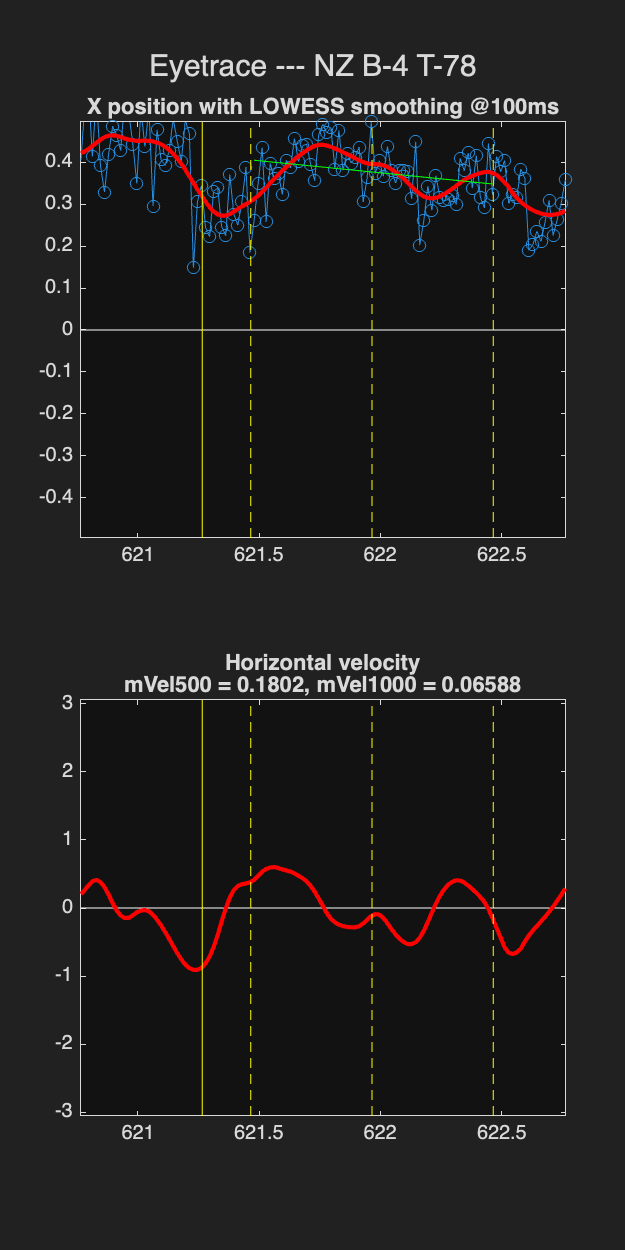 Eyetrace --- NZ B-4 T-78
X position with LOWESS smoothing @100ms
0.4
0.3
0.2
0.1
0
-0.1
-0.2
-0.3
-0.4
621 621.5 622 622.5
Horizontal velocity
mVel500 = 0.1802, mVel1000 = 0.06588
3
2
1
0
-1
-2
-3
621 621.5 622 622.5